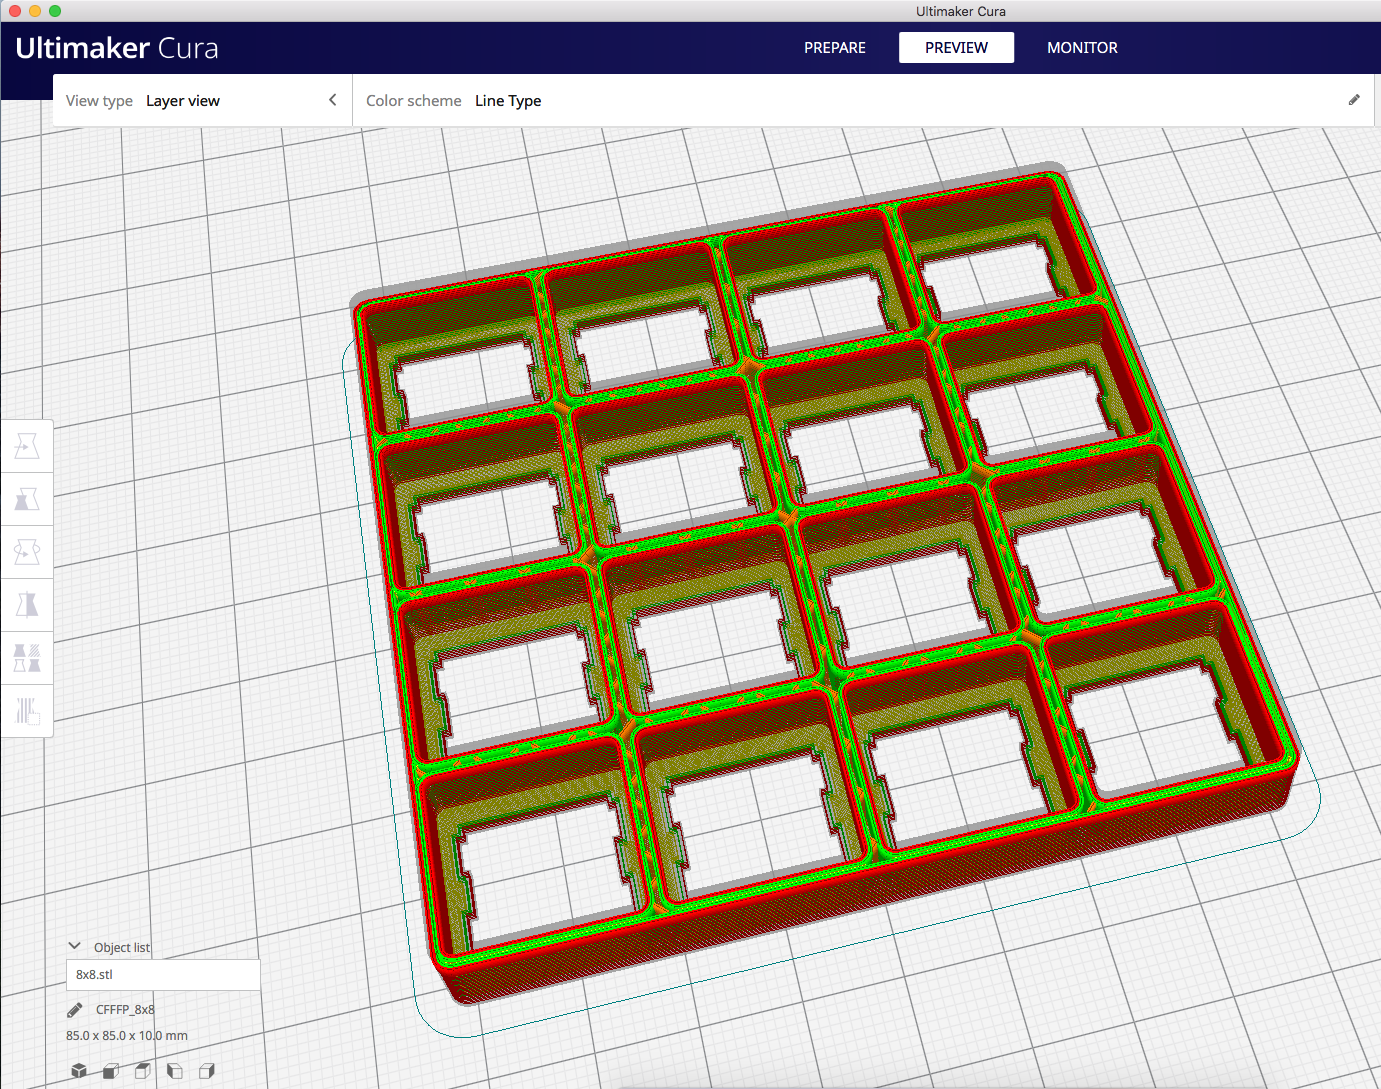 Ultimaker Cura
Ultimaker Cura
PREPARE
PREVIEW
MONITOR
View type Layer view
Color scheme Line Type
Object list
8x8.stl
CFFFP_8x8
85.0 x 85.0 x 10.0 mm